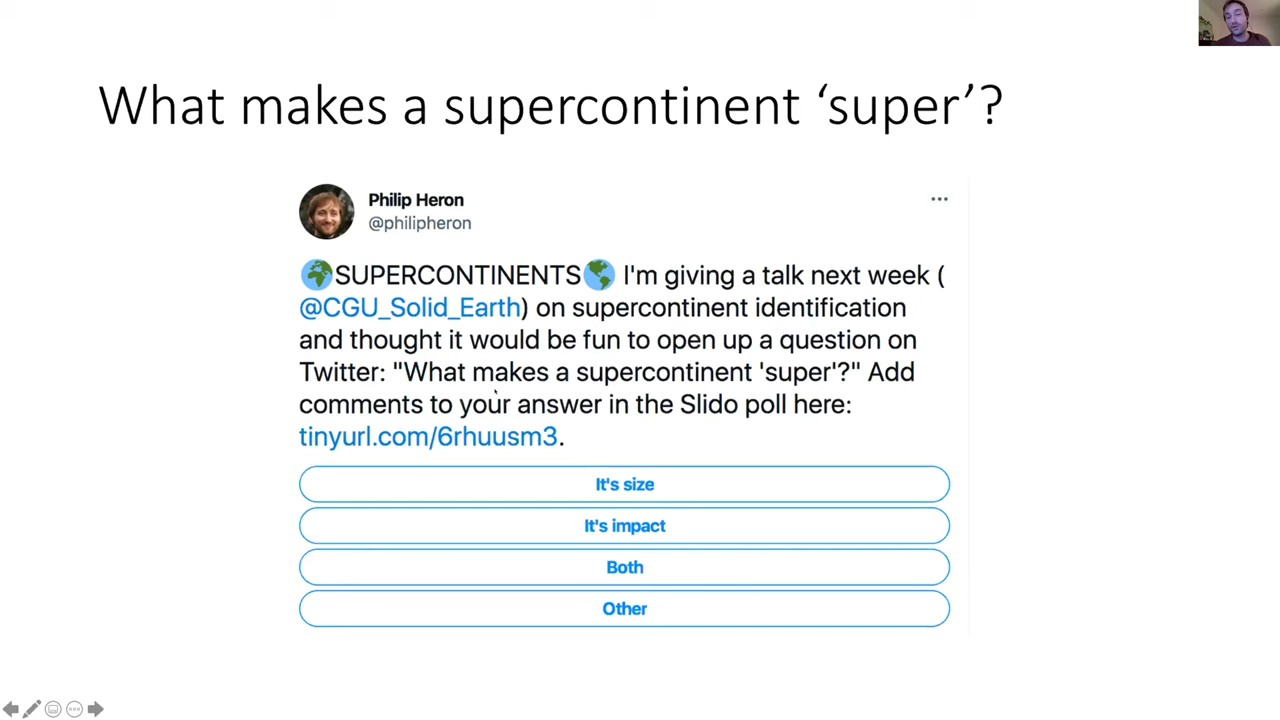 What makes a supercontinent ‘super’?
Philip Heron
@philipheron
🌍SUPERCONTINENTS🌎 I'm giving a talk next week (
@CGU_Solid_Earth) on supercontinent identification
and thought it would be fun to open up a question on
Twitter: "What makes a supercontinent 'super'?" Add
comments to your answer in the Slido poll here:
tinyurl.com/6rhuusm3.
It's size
It's impact
Both
Other